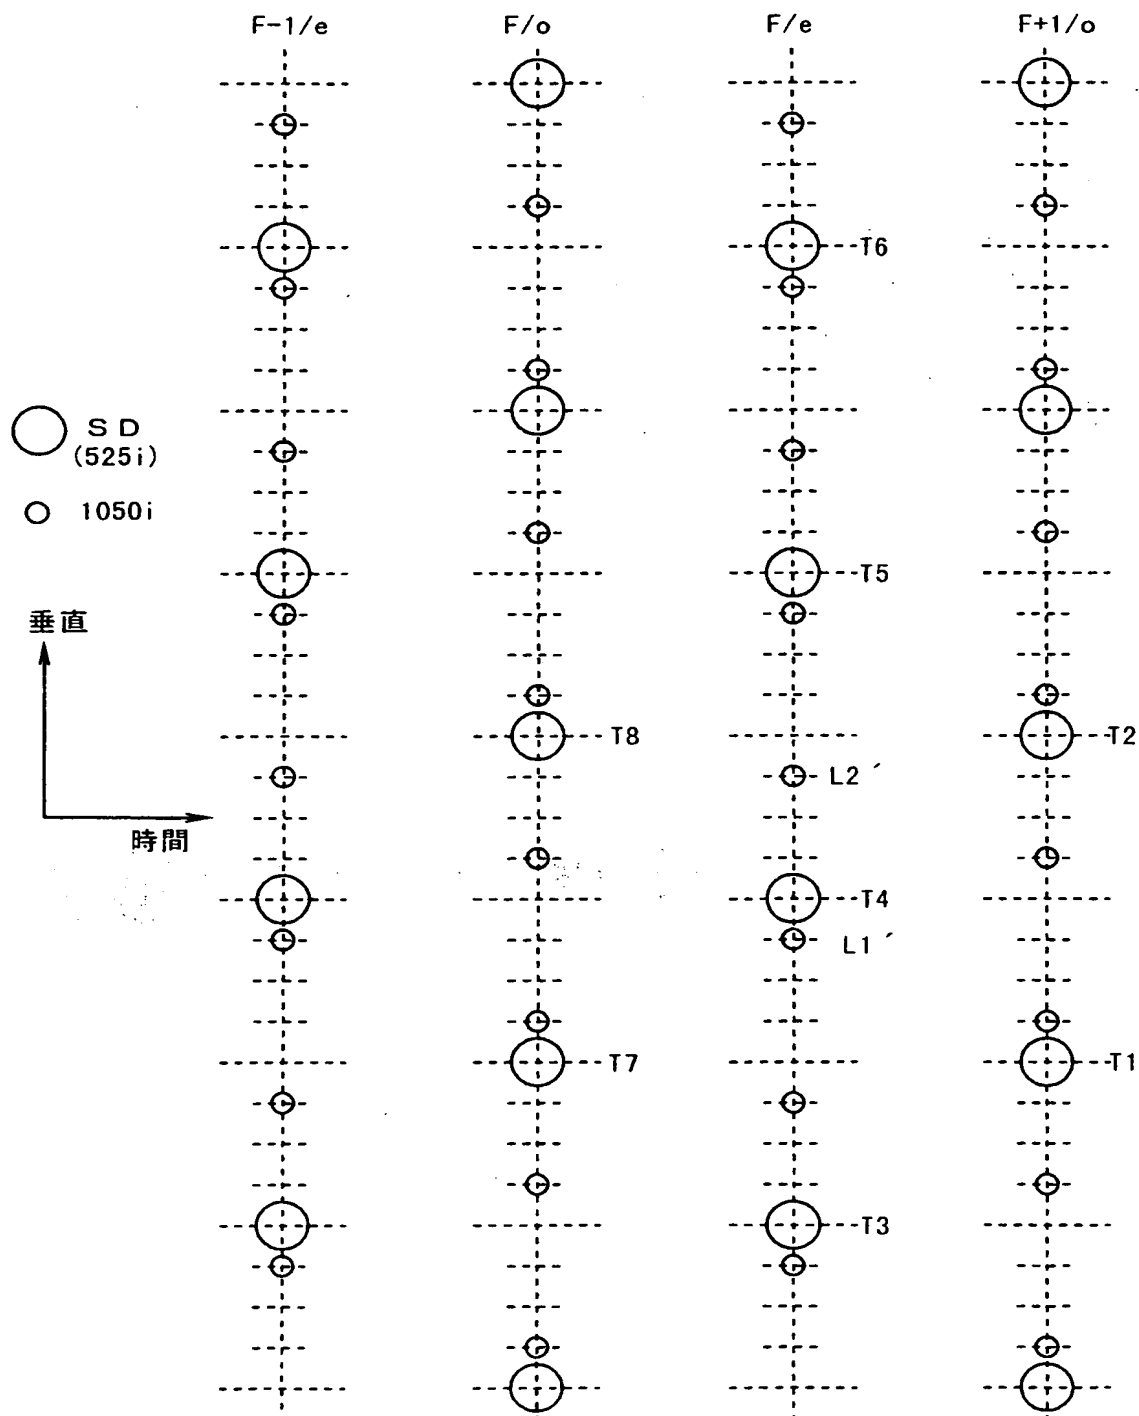 F-1/e F/o F/e F+1/o
T6
SD
(525i)
1050i
T5
垂直
T8
T2
L2´
時間
T4
L1´
T7
T1
T3